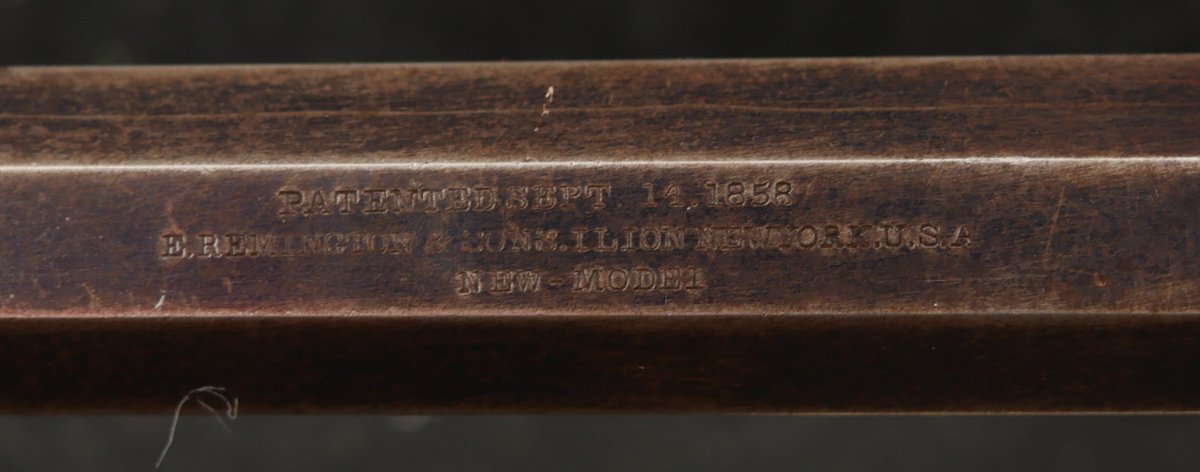 PATENTED SEPT. 14, 1858
E. REMINGTON & SONS. ILION NEW YORK. U.S.A
NEW-MODEL